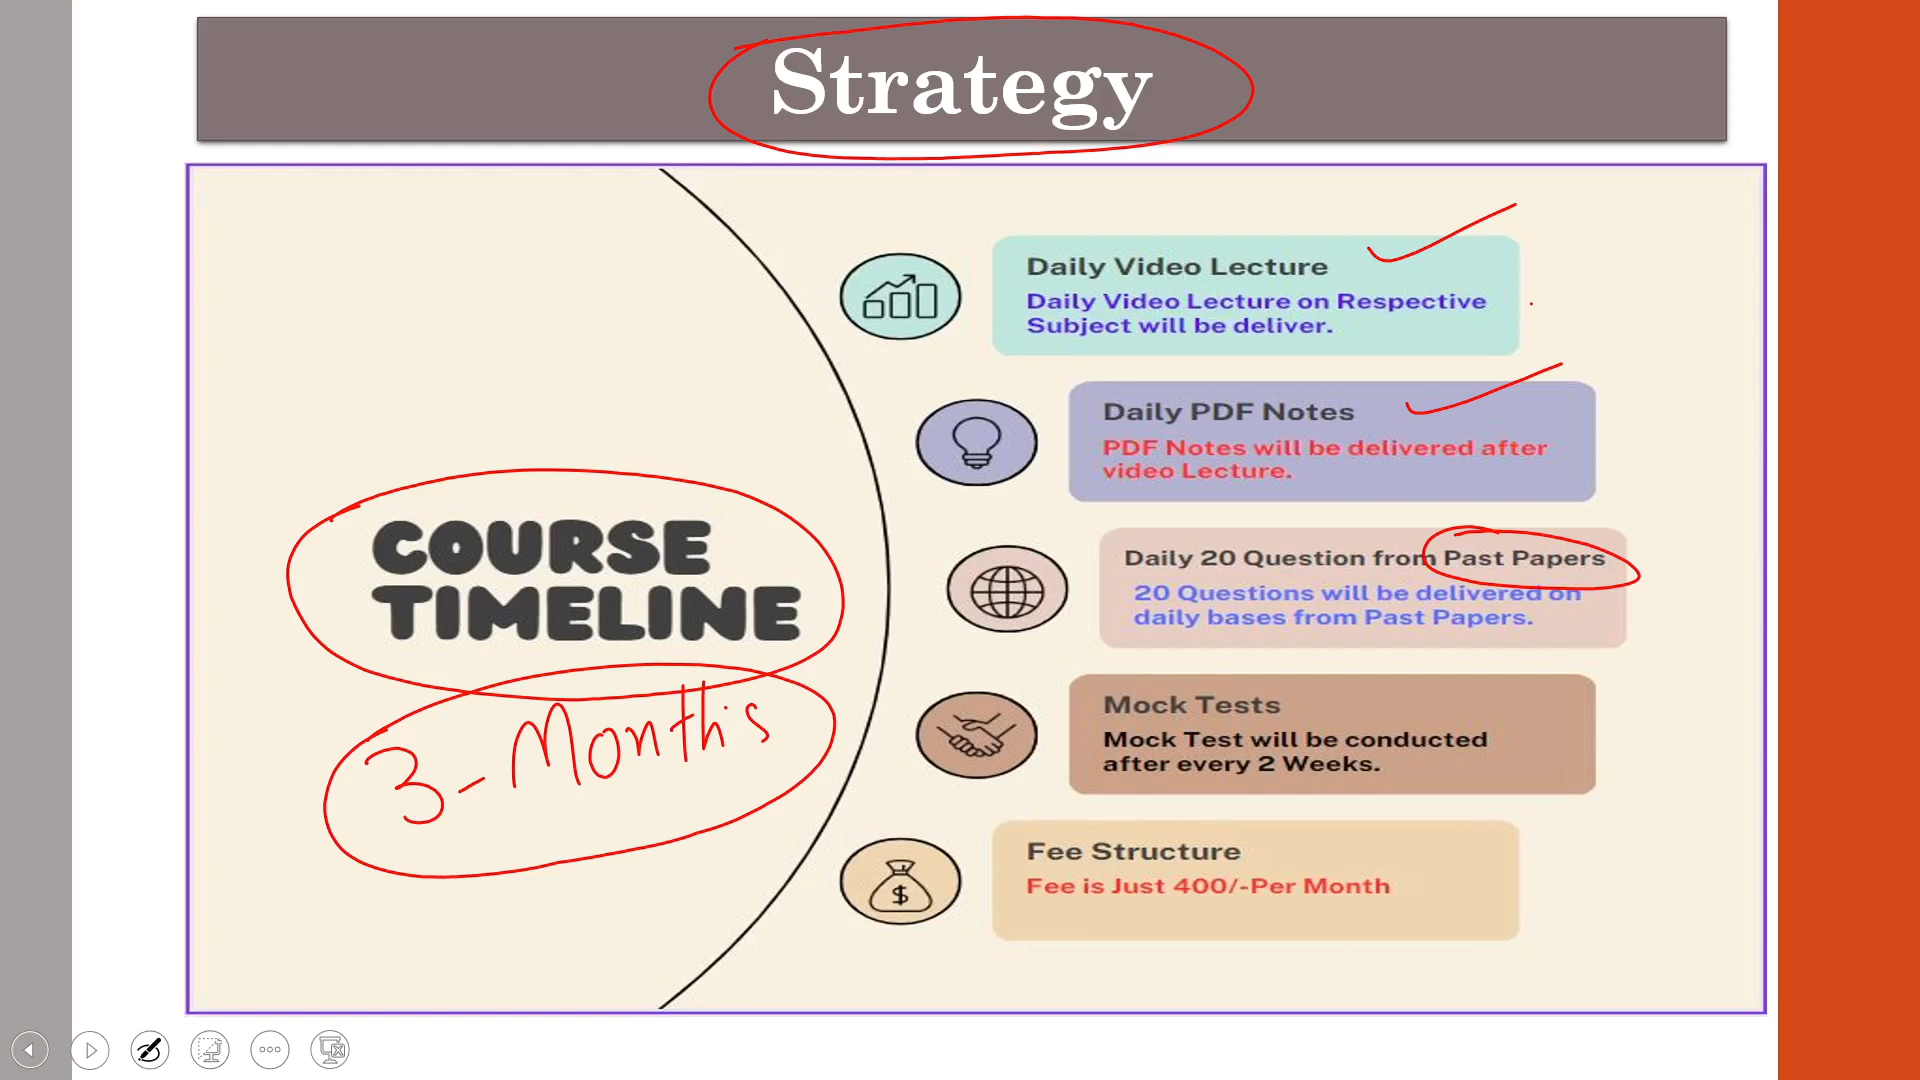 Strategy
Daily Video Lecture
Daily Video Lecture on Respective
Subject will be deliver.
Daily PDF Notes
PDF Notes will be delivered after
video Lecture.
COURSE
TIMELINE
3-Months
Daily 20 Question from Past Papers
20 Questions will be delivered on
daily bases from Past Papers.
Mock Tests
Mock Test will be conducted
after every 2 Weeks.
Fee Structure
Fee is Just 400/-Per Month
$